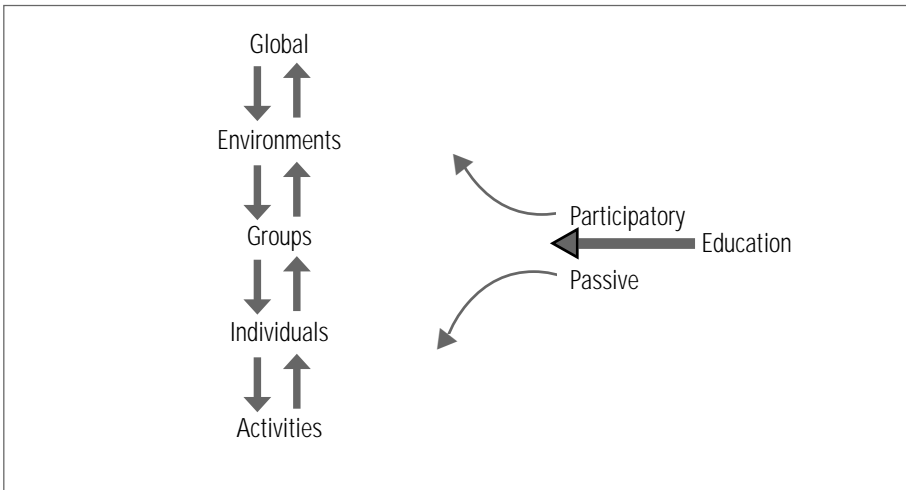 Global
Environments
Groups
Individuals
Activities
Participatory
Education
Passive